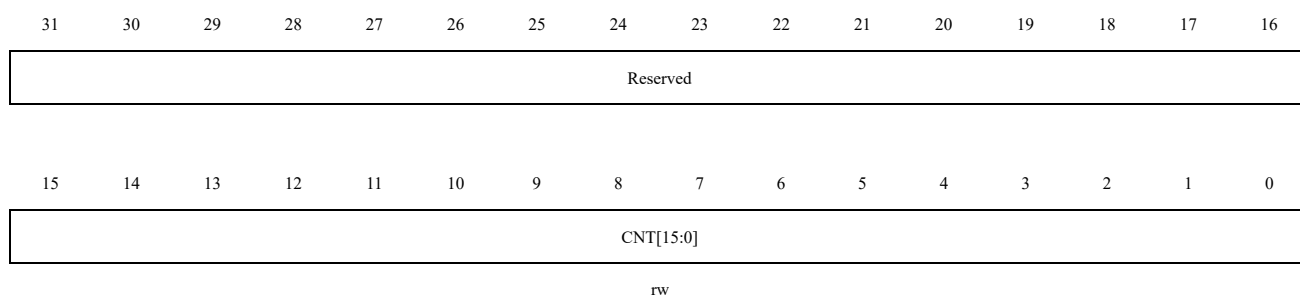 31 30 29 28 27 26 25 24 23 22 21 20 19 18 17 16
Reserved
15 14 13 12 11 10 9 8 7 6 5 4 3 2 1 0
CNT[15:0]
rw